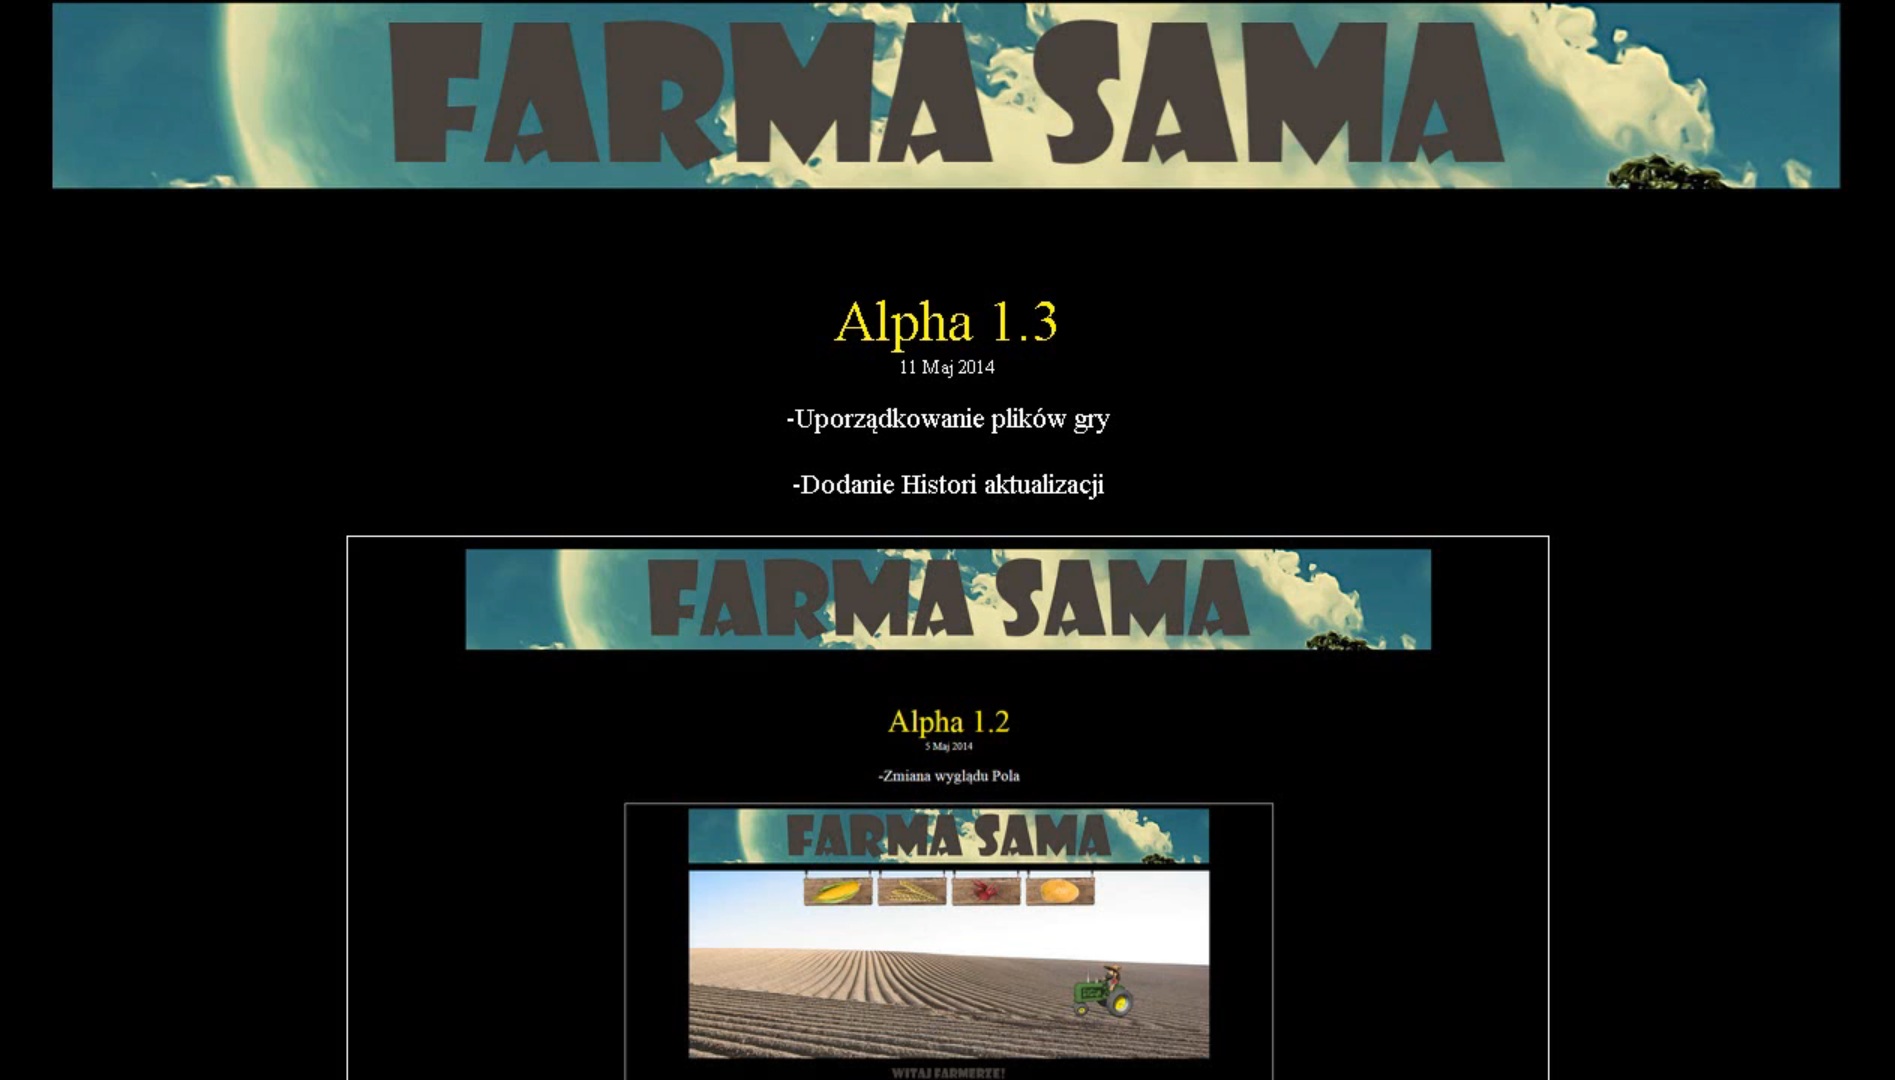 FARMA SAMA
Alpha 1.3
11 Maj 2014
-Uporządkowanie plików gry
-Dodanie Histori aktualizacji
FARMA SAMA
Alpha 1.2
5 Maj 2014
-Zmiana wyglądu Pola
FARMA SAMA
WITAJ FARMERZE!